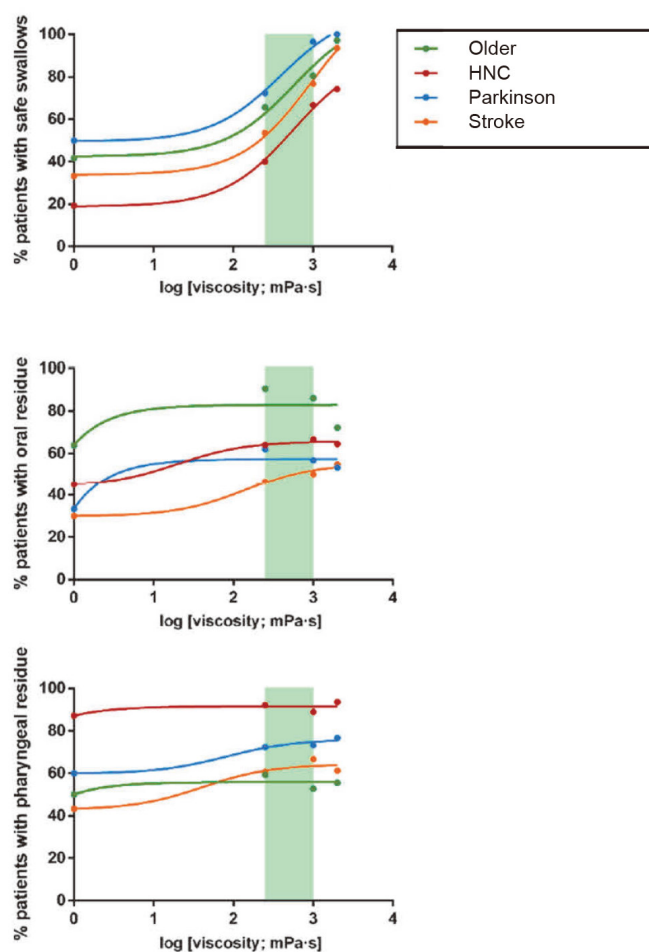 % patients with safe swallows
100
80
60
40
20
0
0 1 2 3 4
log [viscosity; mPa·s]
Older
HNC
Parkinson
Stroke
% patients with oral residue
100
80
60
40
20
0
0 1 2 3 4
log [viscosity; mPa·s]
% patients with pharyngeal residue
100
80
60
40
20
0
0 1 2 3 4
log [viscosity; mPa·s]